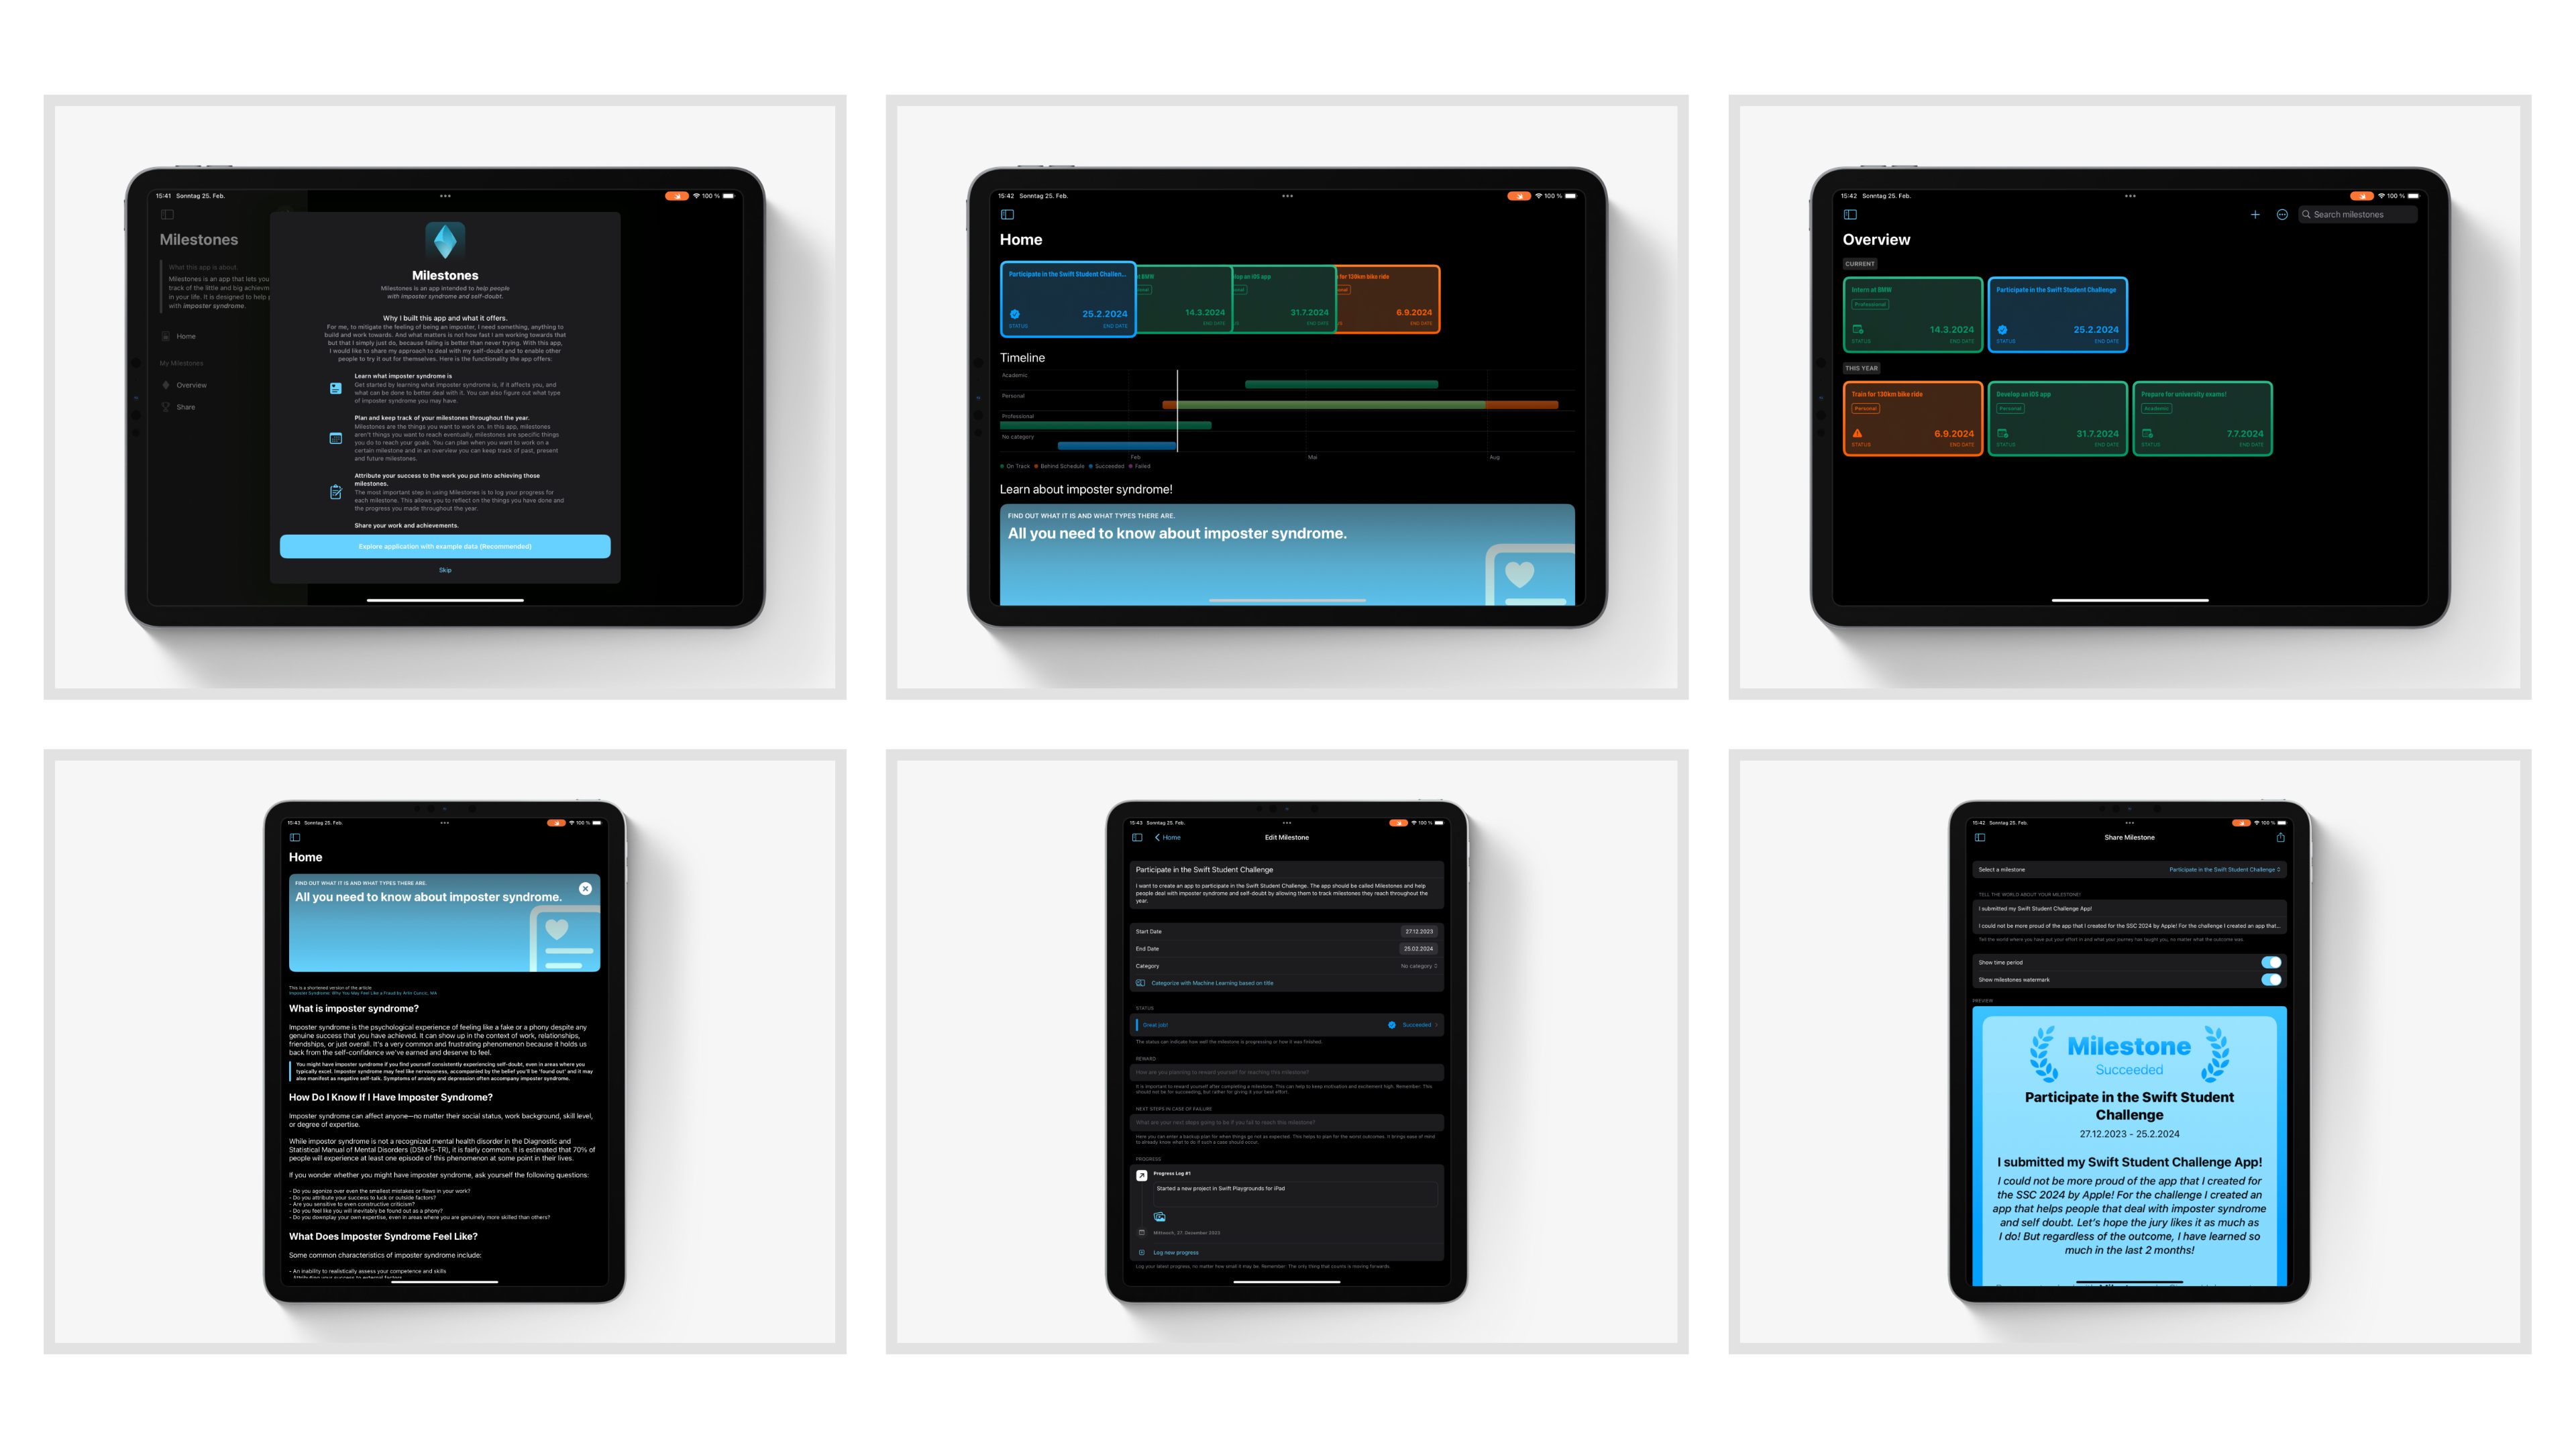 15:41 Sonntag 25. Feb.
100 %
Milestones
What this app is about.
Milestones is an app that lets you
track of the little and big achievm
in your life. It is designed to help p
with imposter syndrome.
Home
My Milestones
Overview
Share
Milestones
Milestones is an app intended to help people
with imposter syndrome and self-doubt.
Why I built this app and what it offers.
For me, to mitigate the feeling of being an imposter, I need something, anything to
build and work towards. And what matters is not how fast I am working towards that
but that I simply just do, because failing is better than never trying. With this app,
I would like to share my approach to deal with my self-doubt and to enable other
people to try it out for themselves. Here is the functionality the app offers:
Learn what imposter syndrome is
Get started by learning what imposter syndrome is, if it affects you, and
what can be done to better deal with it. You can also figure out what type
of imposter syndrome you may have.
Plan and keep track of your milestones throughout the year.
Milestones are the things you want to work on. In this app, milestones
aren't things you want to reach eventually, milestones are specific things
you do to reach your goals. You can plan when you want to work on a
certain milestone and in an overview you can keep track of past, present
and future milestones.
Attribute your success to the work you put into achieving those
milestones.
The most important step in using Milestones is to log your progress for
each milestone. This allows you to reflect on the things you have done and
the progress you made throughout the year.
Share your work and achievements.
Explore application with example data (Recommended)
Skip
15:42 Sonntag 25. Feb.
100 %
Home
Participate in the Swift Student Challen...
25.2.2024
STATUS
END DATE
t BMW
ional
14.3.2024
END DATE
lop an iOS app
onal
31.7.2024
END DATE
for 130km bike ride
onal
6.9.2024
END DATE
Timeline
Academic
Personal
Professional
No category
Feb
Mai
Aug
On Track Behind Schedule Succeeded Failed
Learn about imposter syndrome!
FIND OUT WHAT IT IS AND WHAT TYPES THERE ARE.
All you need to know about imposter syndrome.
15:42 Sonntag 25. Feb.
100 %
Search milestones
Overview
CURRENT
Intern at BMW
Professional
14.3.2024
STATUS
END DATE
Participate in the Swift Student Challenge
25.2.2024
STATUS
END DATE
THIS YEAR
Train for 130km bike ride
Personal
6.9.2024
STATUS
END DATE
Develop an iOS app
Personal
31.7.2024
STATUS
END DATE
Prepare for university exams!
Academic
7.7.2024
STATUS
END DATE
15:43 Sonntag 25. Feb.
100 %
Home
FIND OUT WHAT IT IS AND WHAT TYPES THERE ARE.
All you need to know about imposter syndrome.
This is a shortened version of the article:
Imposter Syndrome: Why You May Feel Like a Fraud by Arlin Cuncic, MA
What is imposter syndrome?
Imposter syndrome is the psychological experience of feeling like a fake or a phony despite any
genuine success that you have achieved. It can show up in the context of work, relationships,
friendships, or just overall. It's a very common and frustrating phenomenon because it holds us
back from the self-confidence we've earned and deserve to feel.
You might have imposter syndrome if you find yourself consistently experiencing self-doubt, even in areas where you
typically excel. Imposter syndrome may feel like nervousness, accompanied by the belief you'll be "found out" and it may
also manifest as negative self-talk. Symptoms of anxiety and depression often accompany imposter syndrome.
How Do I Know If I Have Imposter Syndrome?
Imposter syndrome can affect anyone—no matter their social status, work background, skill level,
or degree of expertise.
While imposter syndrome is not a recognized mental health disorder in the Diagnostic and
Statistical Manual of Mental Disorders (DSM-5-TR), it is fairly common. It is estimated that 70% of
people will experience at least one episode of this phenomenon at some point in their lives.
If you wonder whether you might have imposter syndrome, ask yourself the following questions:
- Do you agonize over even the smallest mistakes or flaws in your work?
- Do you attribute your success to luck or outside factors?
- Are you sensitive to even constructive criticism?
- Do you feel like you will inevitably be found out as a phony?
- Do you downplay your own expertise, even in areas where you are genuinely more skilled than others?
What Does Imposter Syndrome Feel Like?
Some common characteristics of imposter syndrome include:
- An inability to realistically assess your competence and skills
- Attributing your success to external factors
15:43 Sonntag 25. Feb.
100 %
Home
Edit Milestone
Participate in the Swift Student Challenge
I want to create an app to participate in the Swift Student Challenge. The app should be called Milestones and help
people deal with imposter syndrome and self-doubt by allowing them to track milestones they reach throughout the
year.
Start Date
27.12.2023
End Date
25.02.2024
Category
No category
Categorize with Machine Learning based on title
STATUS
Great job!
Succeeded
The status can indicate how well the milestone is progressing or how it was finished.
REWARD
How are you planning to reward yourself for reaching this milestone?
It is important to reward yourself after completing a milestone. This can help to keep motivation and excitement high. Remember: This
should not be for succeeding, but rather for giving it your best effort.
NEXT STEPS IN CASE OF FAILURE
What are your next steps going to be if you fail to reach this milestone?
Here you can enter a backup plan for when things go not as expected. This helps to plan for the worst outcomes. It brings ease of mind
to already know what to do if such a case should occur.
PROGRESS
Progress Log #1
Started a new project in Swift Playgrounds for iPad
Mittwoch, 27. Dezember 2023
Log new progress
Log your latest progress, no matter how small it may be. Remember: The only thing that counts is moving forwards.
15:42 Sonntag 25. Feb.
100 %
Share Milestone
Select a milestone
Participate in the Swift Student Challenge
TELL THE WORLD ABOUT YOUR MILESTONE!
I submitted my Swift Student Challenge App!
I could not be more proud of the app that I created for the SSC 2024 by Apple! For the challenge I created an app that...
Tell the world where you have put your effort in and what your journey has taught you, no matter what the outcome was.
Show time period
Show milestones watermark
PREVIEW
Milestone
Succeeded
Participate in the Swift Student
Challenge
27.12.2023 - 25.2.2024
I submitted my Swift Student Challenge App!
I could not be more proud of the app that I created for
the SSC 2024 by Apple! For the challenge I created an
app that helps people that deal with imposter syndrome
and self doubt. Let's hope the jury likes it as much as
I do! But regardless of the outcome, I have learned so
much in the last 2 months!